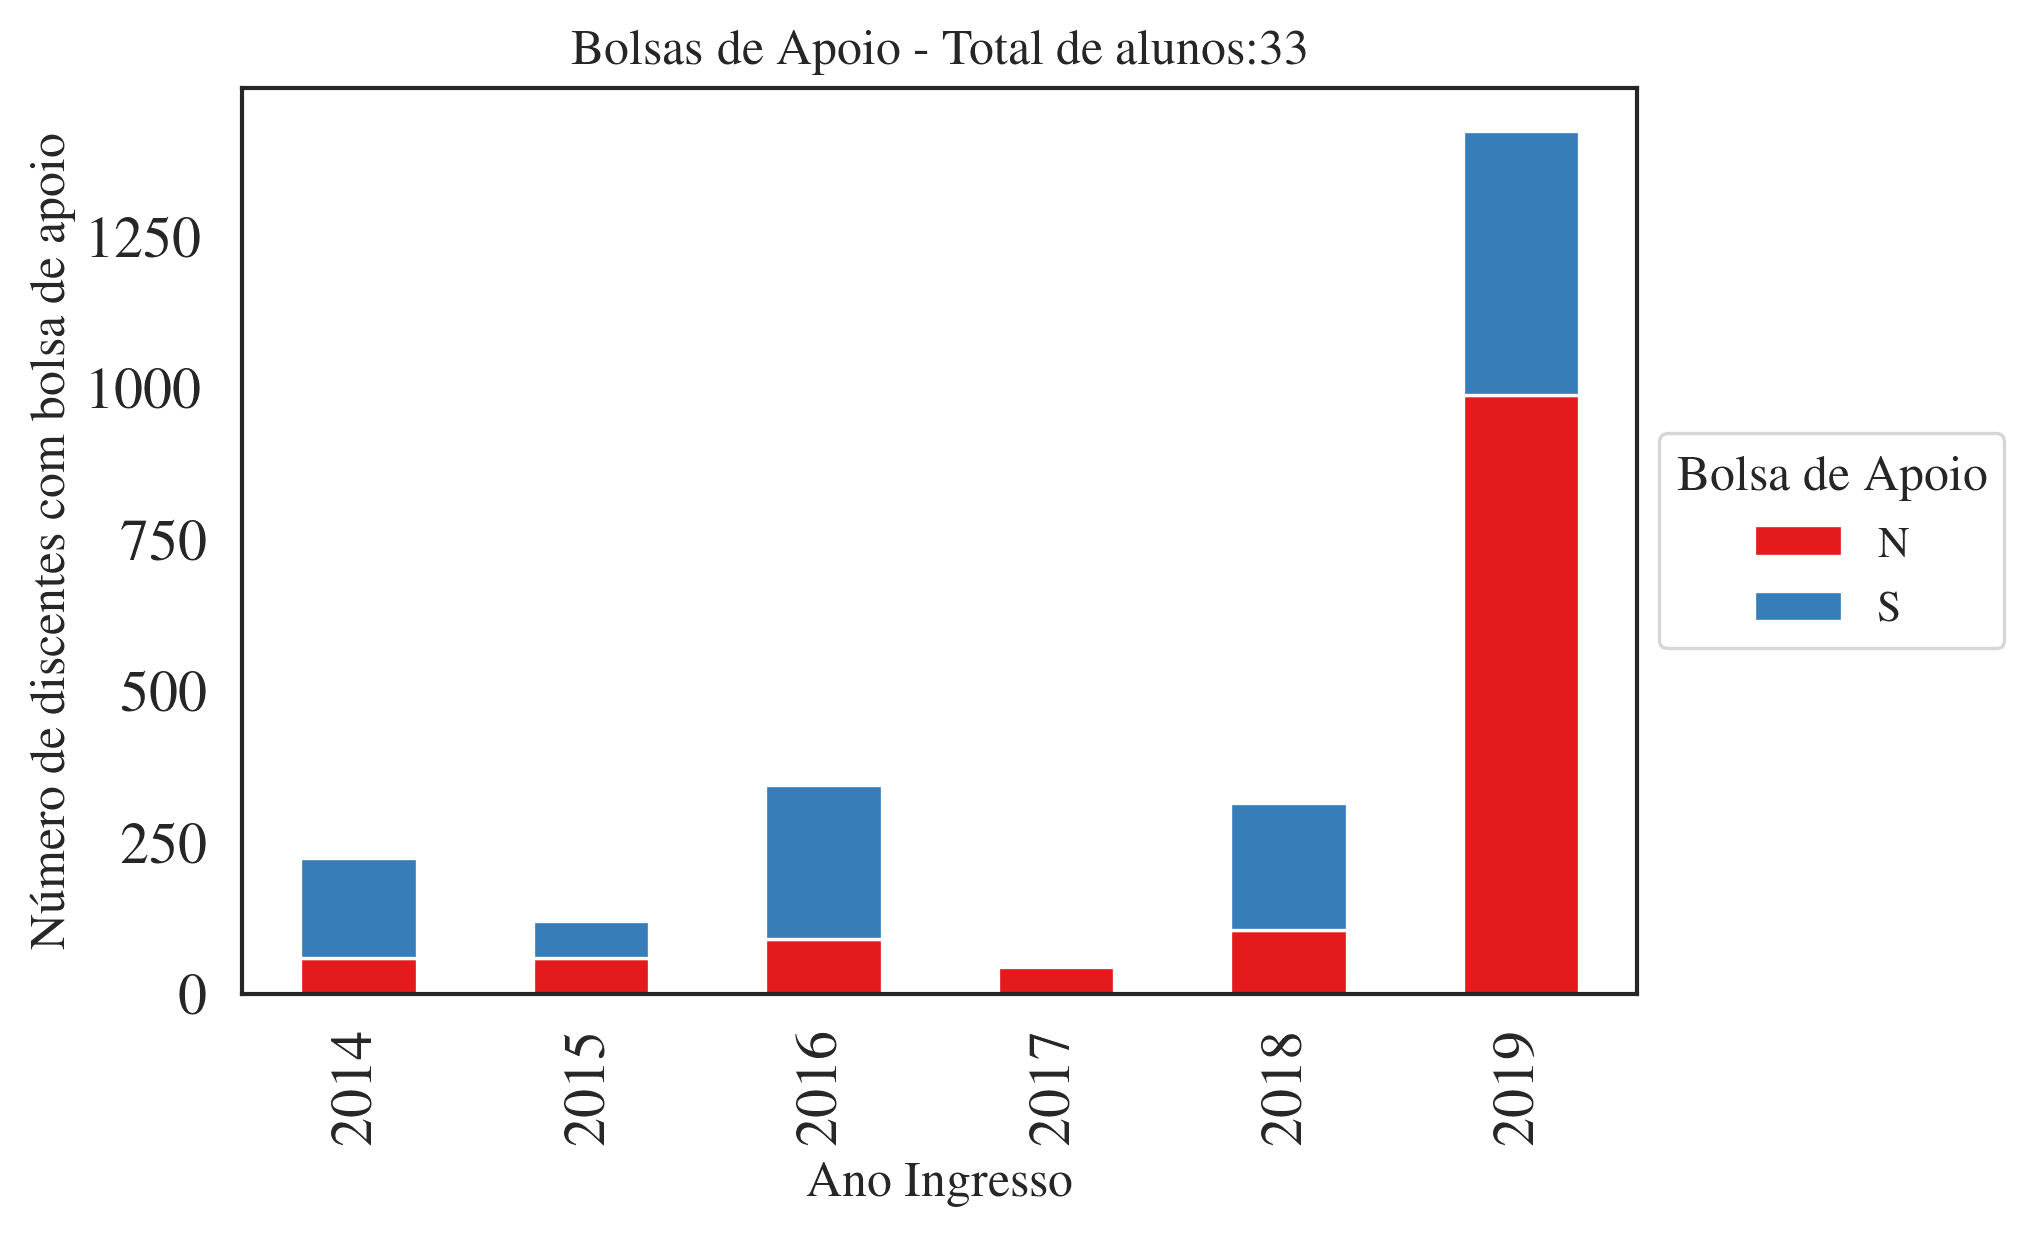 Bolsas de Apoio - Total de alunos:33
Número de discentes com bolsa de apoio
1250
1000
750
500
250
0
2014
2015
2016
2017
2018
2019
Ano Ingresso
Bolsa de Apoio
N
S